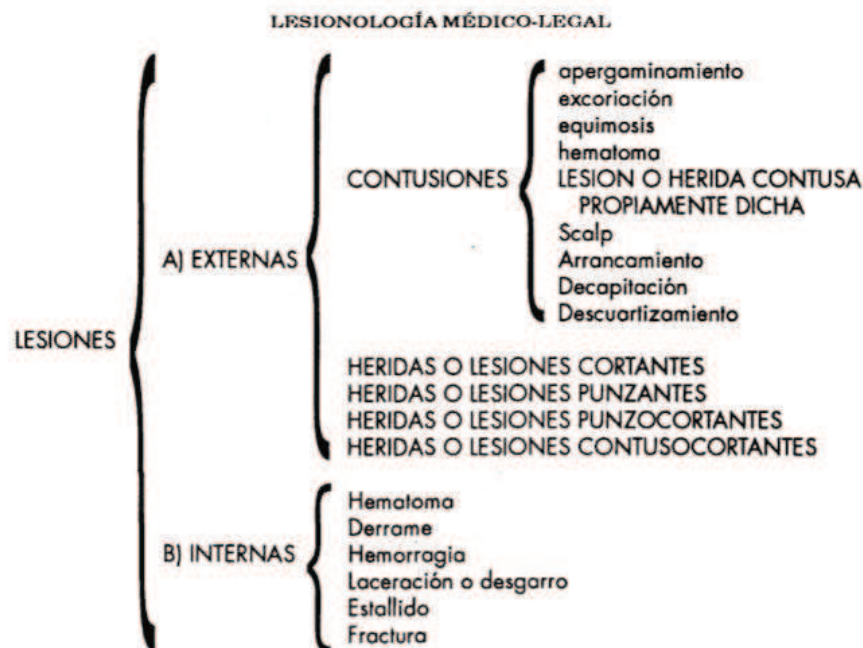 LESIONOLOGÍA MÉDICO-LEGAL
LESIONES
A) EXTERNAS
CONTUSIONES
apergaminamiento
excoriación
equimosis
hematoma
LESION O HERIDA CONTUSA
PROPIAMENTE DICHA
Scalp
Arrancamiento
Decapitación
Descuartizamiento
HERIDAS O LESIONES CORTANTES
HERIDAS O LESIONES PUNZANTES
HERIDAS O LESIONES PUNZOCORTANTES
HERIDAS O LESIONES CONTUSOCORTANTES
B) INTERNAS
Hematoma
Derrame
Hemorragia
Laceración o desgarro
Estallido
Fractura